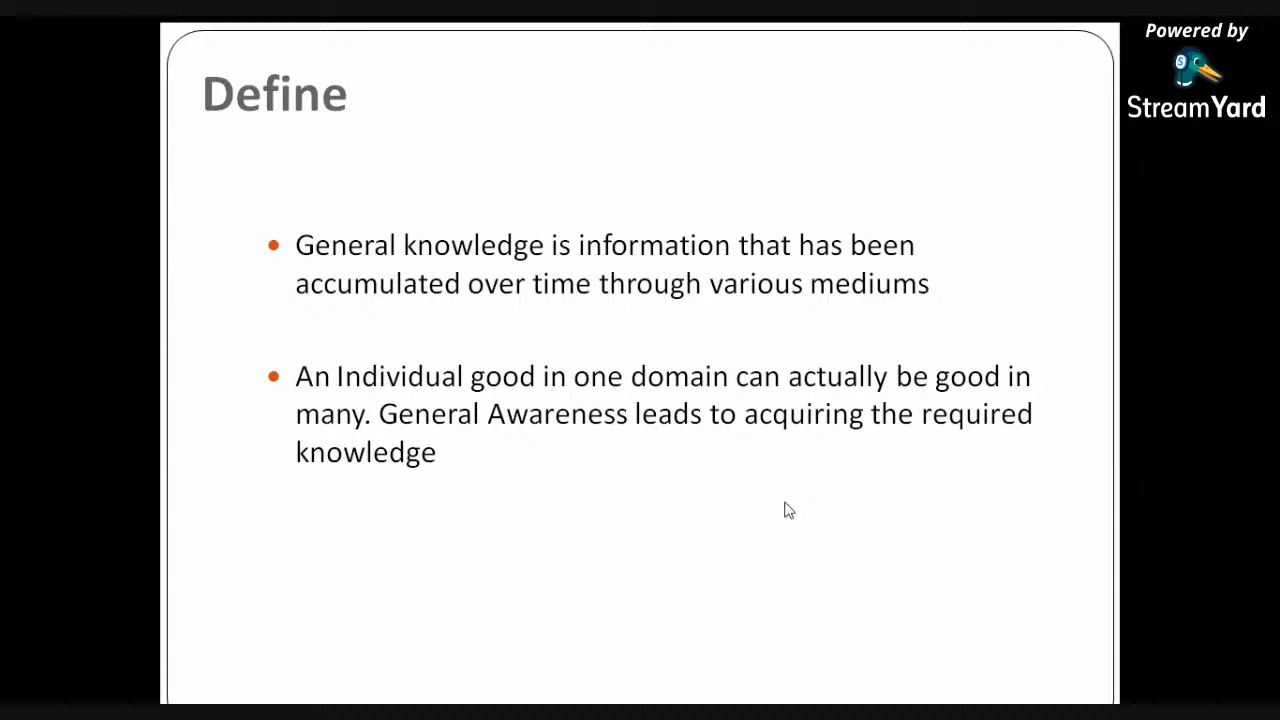 Powered by
StreamYard
Define
General knowledge is information that has been
accumulated over time through various mediums
An Individual good in one domain can actually be good in
many. General Awareness leads to acquiring the required
knowledge